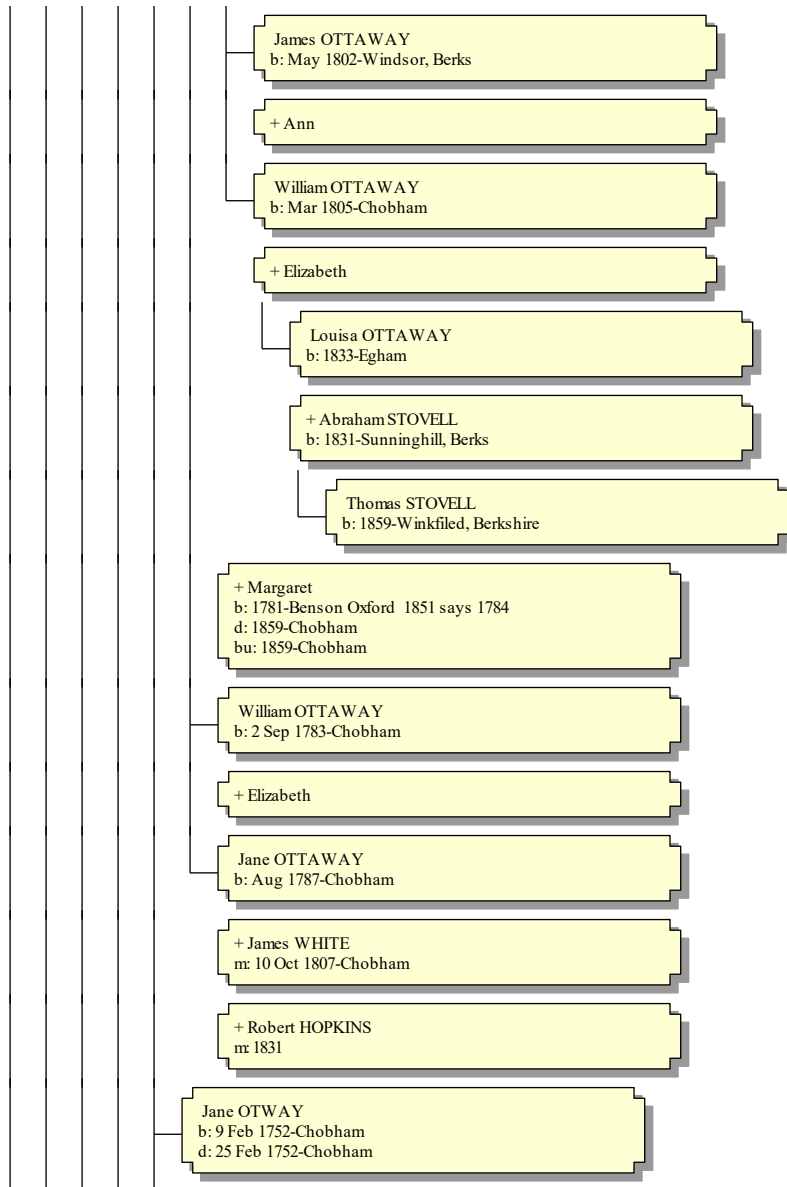 James OTTAWAY
b: May 1802-Windsor, Berks
+ Ann
William OTTAWAY
b: Mar 1805-Chobham
+ Elizabeth
Louisa OTTAWAY
b: 1833-Egham
+ Abraham STOVELL
b: 1831-Sunninghill, Berks
Thomas STOVELL
b: 1859-Winkfiled, Berkshire
+ Margaret
b: 1781-Benson Oxford  1851 says 1784
d: 1859-Chobham
bu: 1859-Chobham
William OTTAWAY
b: 2 Sep 1783-Chobham
+ Elizabeth
Jane OTTAWAY
b: Aug 1787-Chobham
+ James WHITE
m: 10 Oct 1807-Chobham
+ Robert HOPKINS
m: 1831
Jane OTWAY
b: 9 Feb 1752-Chobham
d: 25 Feb 1752-Chobham